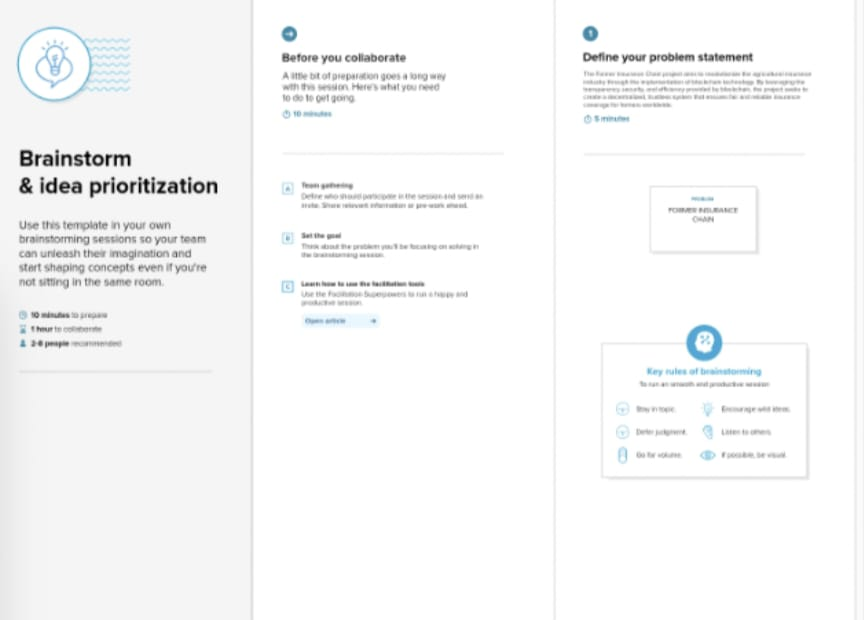 Brainstorm
& idea prioritization
Use this template in your own
brainstorming sessions so your team
can unleash their imagination and
start shaping concepts even if you're
not sitting in the same room.
10 minutes to prepare
1 hour to collaborate
2-8 people recommended
Before you collaborate
A little bit of preparation goes a long way
with this session. Here's what you need
to do to get going.
10 minutes
A
Team gathering
Define who should participate in the session and send an
invite. Share relevant information or pre-work ahead.
B
Set the goal
Think about the problem you'll be focusing on solving in
the brainstorming session.
C
Learn how to use the facilitation tools
Use the Facilitation Superpowers to run a happy and
productive session.
Open article
1
Define your problem statement
The Former Insurance Chain project aims to revolutionize the agricultural insurance
industry through the implementation of blockchain technology. By leveraging the
transparency, security, and efficiency provided by blockchain, the project seeks to
create a decentralized, trustless system that ensures fair and reliable insurance
coverage for farmers worldwide.
5 minutes
PROBLEM
FORMER INSURANCE
CHAIN
Key rules of brainstorming
To run an smooth and productive session
Stay in topic. Encourage wild ideas.
Defer judgment. Listen to others.
Go for volume. If possible, be visual.